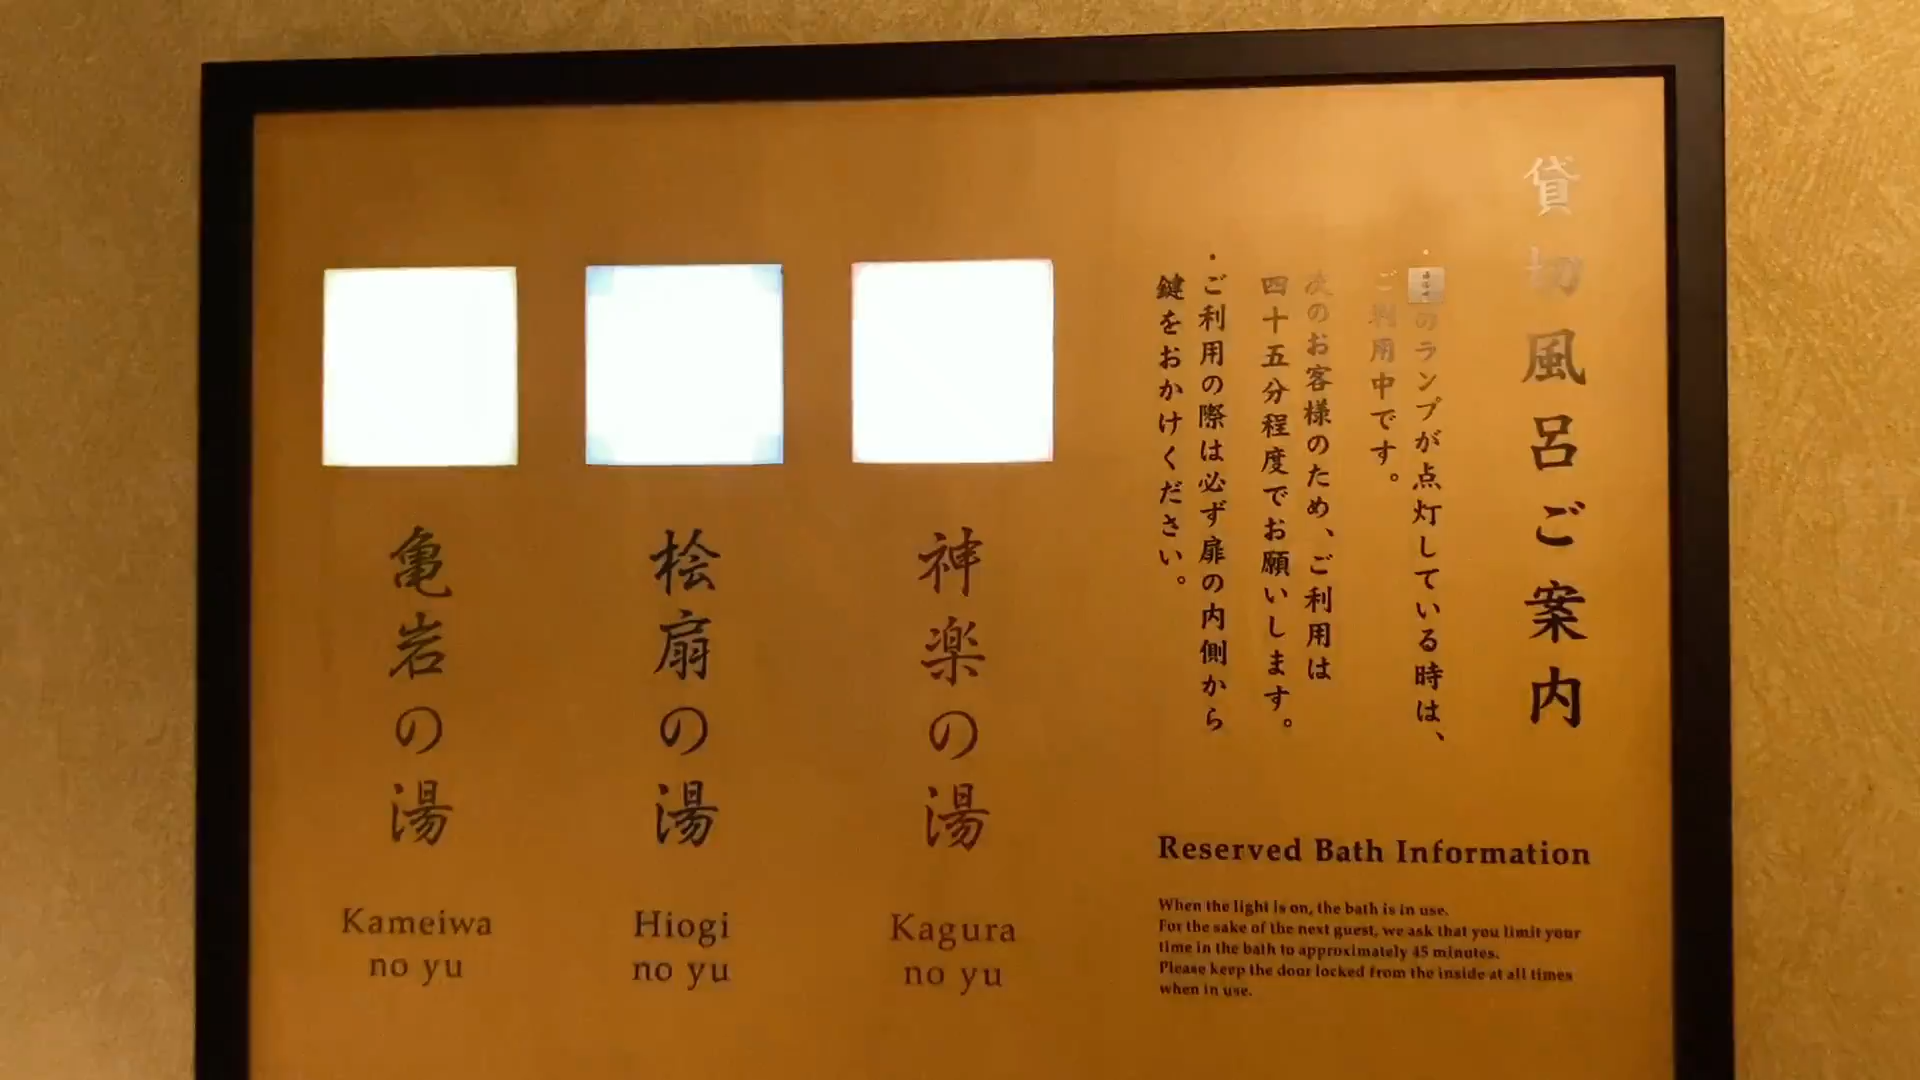 貸切風呂ご案内
・のランプが点灯している時は、
ご利用中です。
次のお客様のため、ご利用は
四十五分程度でお願いします。
・ご利用の際は必ず扉の内側から
鍵をおかけください。
神楽の湯
桧扇の湯
亀岩の湯
Kameiwa
no yu
Hiogi
no yu
Kagura
no yu
Reserved Bath Information
When the light is on, the bath is in use.
For the sake of the next guest, we ask that you limit your
time in the bath to approximately 45 minutes.
Please keep the door locked from the inside at all times
when in use.